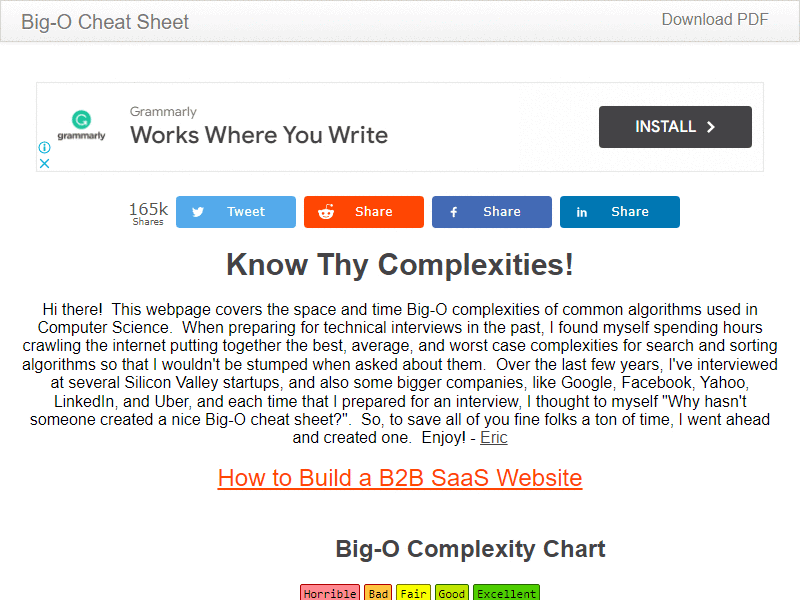 Big-O Cheat Sheet
Download PDF
Grammarly
grammarly
Works Where You Write
INSTALL
165k
Shares
Tweet
Share
Share
Share
Know Thy Complexities!
Hi there!  This webpage covers the space and time Big-O complexities of common algorithms used in
Computer Science.  When preparing for technical interviews in the past, I found myself spending hours
crawling the internet putting together the best, average, and worst case complexities for search and sorting
algorithms so that I wouldn't be stumped when asked about them.  Over the last few years, I've interviewed
at several Silicon Valley startups, and also some bigger companies, like Google, Facebook, Yahoo,
LinkedIn, and Uber, and each time that I prepared for an interview, I thought to myself "Why hasn't
someone created a nice Big-O cheat sheet?".  So, to save all of you fine folks a ton of time, I went ahead
and created one.  Enjoy! - Eric
How to Build a B2B SaaS Website
Big-O Complexity Chart
Horrible Bad Fair Good Excellent